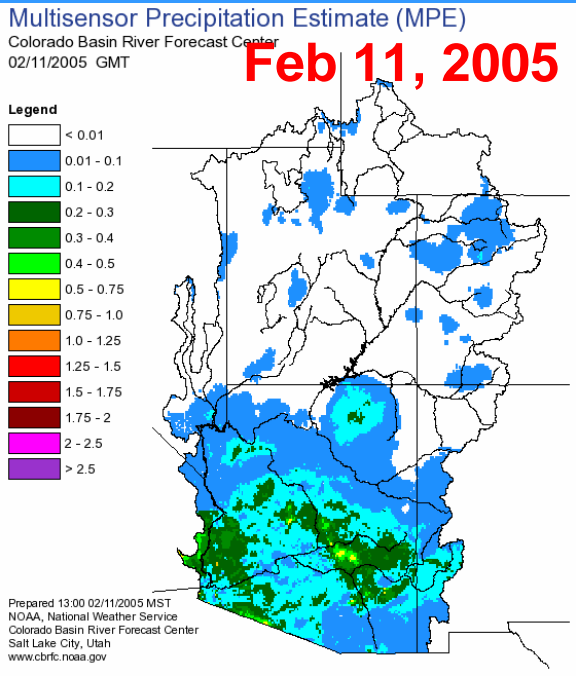 Multisensor Precipitation Estimate (MPE)
Colorado Basin River Forecast Center
02/11/2005 GMT
Feb 11, 2005
Legend
< 0.01
0.01 - 0.1
0.1 - 0.2
0.2 - 0.3
0.3 - 0.4
0.4 - 0.5
0.5 - 0.75
0.75 - 1.0
1.0 - 1.25
1.25 - 1.5
1.5 - 1.75
1.75 - 2
2 - 2.5
> 2.5
Prepared 13:00 02/11/2005 MST
NOAA, National Weather Service
Colorado Basin River Forecast Center
Salt Lake City, Utah
www.cbrfc.noaa.gov